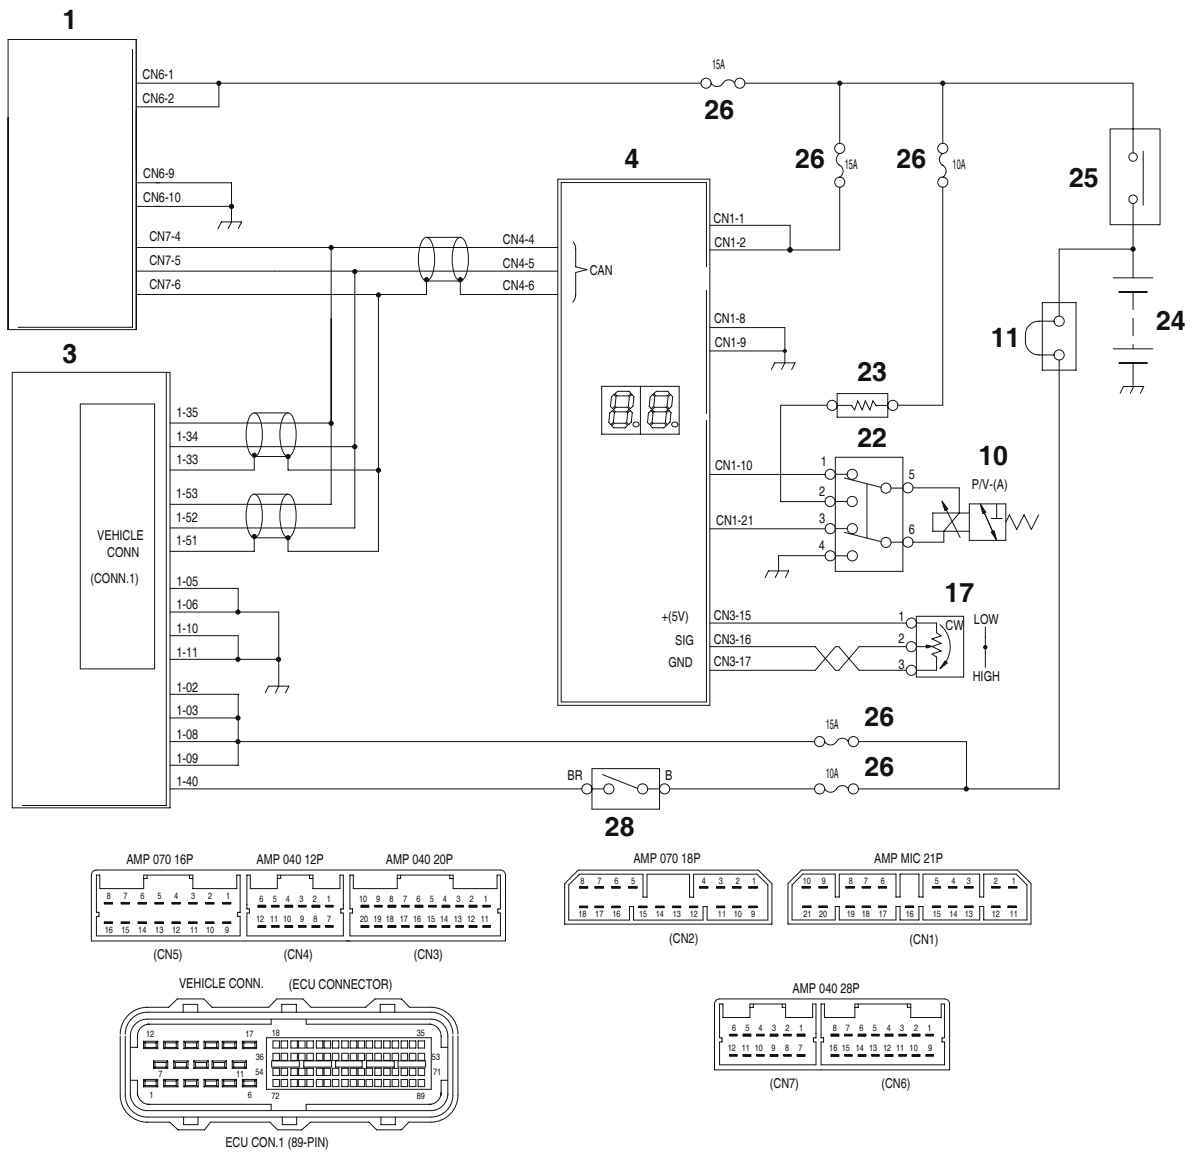 1
CN6-1
CN6-2
CN6-9
CN6-10
CN7-4
CN7-5
CN7-6
15A
26
26
15A
26
10A
25
24
11
4
CN4-4
CN4-5
CN4-6
CAN
CN1-1
CN1-2
CN1-8
CN1-9
CN1-10
CN1-21
23
22
1
2
3
4
5
6
10
P/V-(A)
+(5V)
SIG
GND
CN3-15
CN3-16
CN3-17
17
1
2
3
CW
LOW
HIGH
3
VEHICLE
CONN
(CONN.1)
1-35
1-34
1-33
1-53
1-52
1-51
1-05
1-06
1-10
1-11
1-02
1-03
1-08
1-09
1-40
15A
26
10A
26
BR
B
28
AMP 070 16P
AMP 040 12P
AMP 040 20P
8 7 6 5 4 3 2 1
16 15 14 13 12 11 10 9
6 5 4 3 2 1
12 11 10 9 8 7
10 9 8 7 6 5 4 3 2 1
20 19 18 17 16 15 14 13 12 11
(CN5)
(CN4)
(CN3)
AMP 070 18P
8 7 6 5 4 3 2 1
18 17 16 15 14 13 12 11 10 9
(CN2)
AMP MIC 21P
10 9 8 7 6 5 4 3 2 1
21 20 19 18 17 16 15 14 13 12 11
(CN1)
VEHICLE CONN.
(ECU CONNECTOR)
12 17 18 35
36 53
7 11 54 71
1 6 72 89
ECU CON.1 (89-PIN)
AMP 040 28P
6 5 4 3 2 1
12 11 10 9 8 7
8 7 6 5 4 3 2 1
16 15 14 13 12 11 10 9
(CN7)
(CN6)